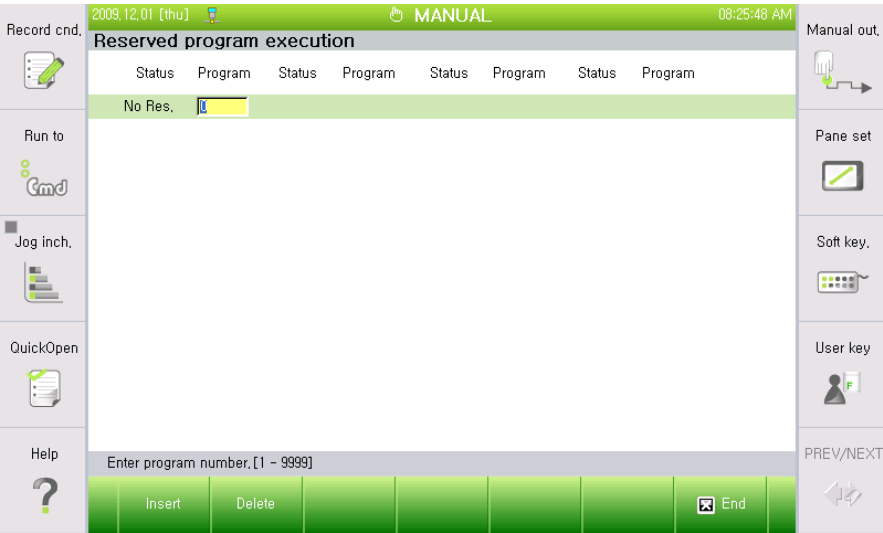 2009,12,01 [thu] MANUAL 08:25:48 AM
Reserved program execution
Status Program Status Program Status Program Status Program
No Res, 0
Enter program number,[1 - 9999]
Insert Delete End
Record cnd,
Run to
Cmd
Jog inch,
QuickOpen
Help
?
Manual out,
Pane set
Soft key,
User key
F
PREV/NEXT